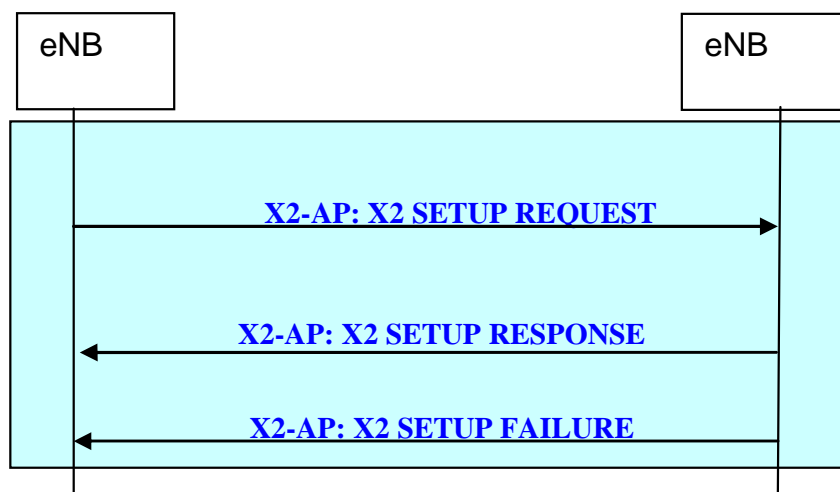 eNB
eNB
X2-AP: X2 SETUP REQUEST
X2-AP: X2 SETUP RESPONSE
X2-AP: X2 SETUP FAILURE